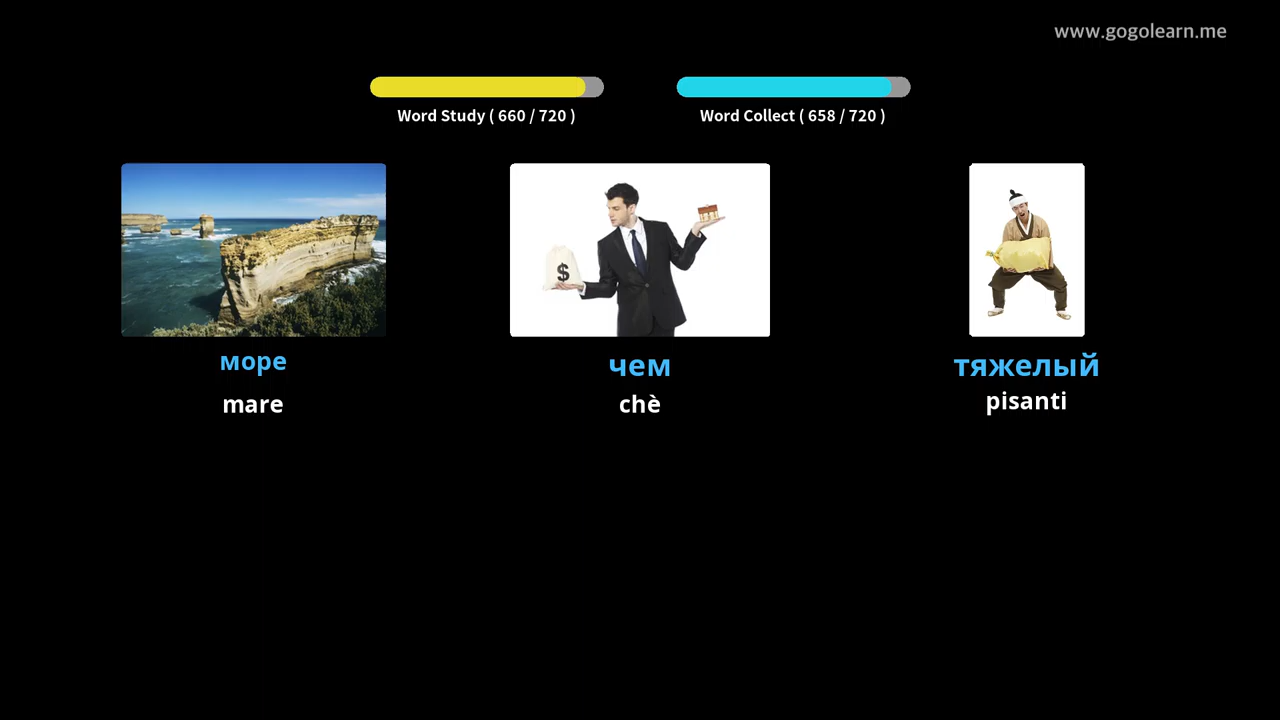 www.gogolearn.me
Word Study ( 660 / 720 )
Word Collect ( 658 / 720 )
$
море
чем
тяжелый
mare
chè
pisanti